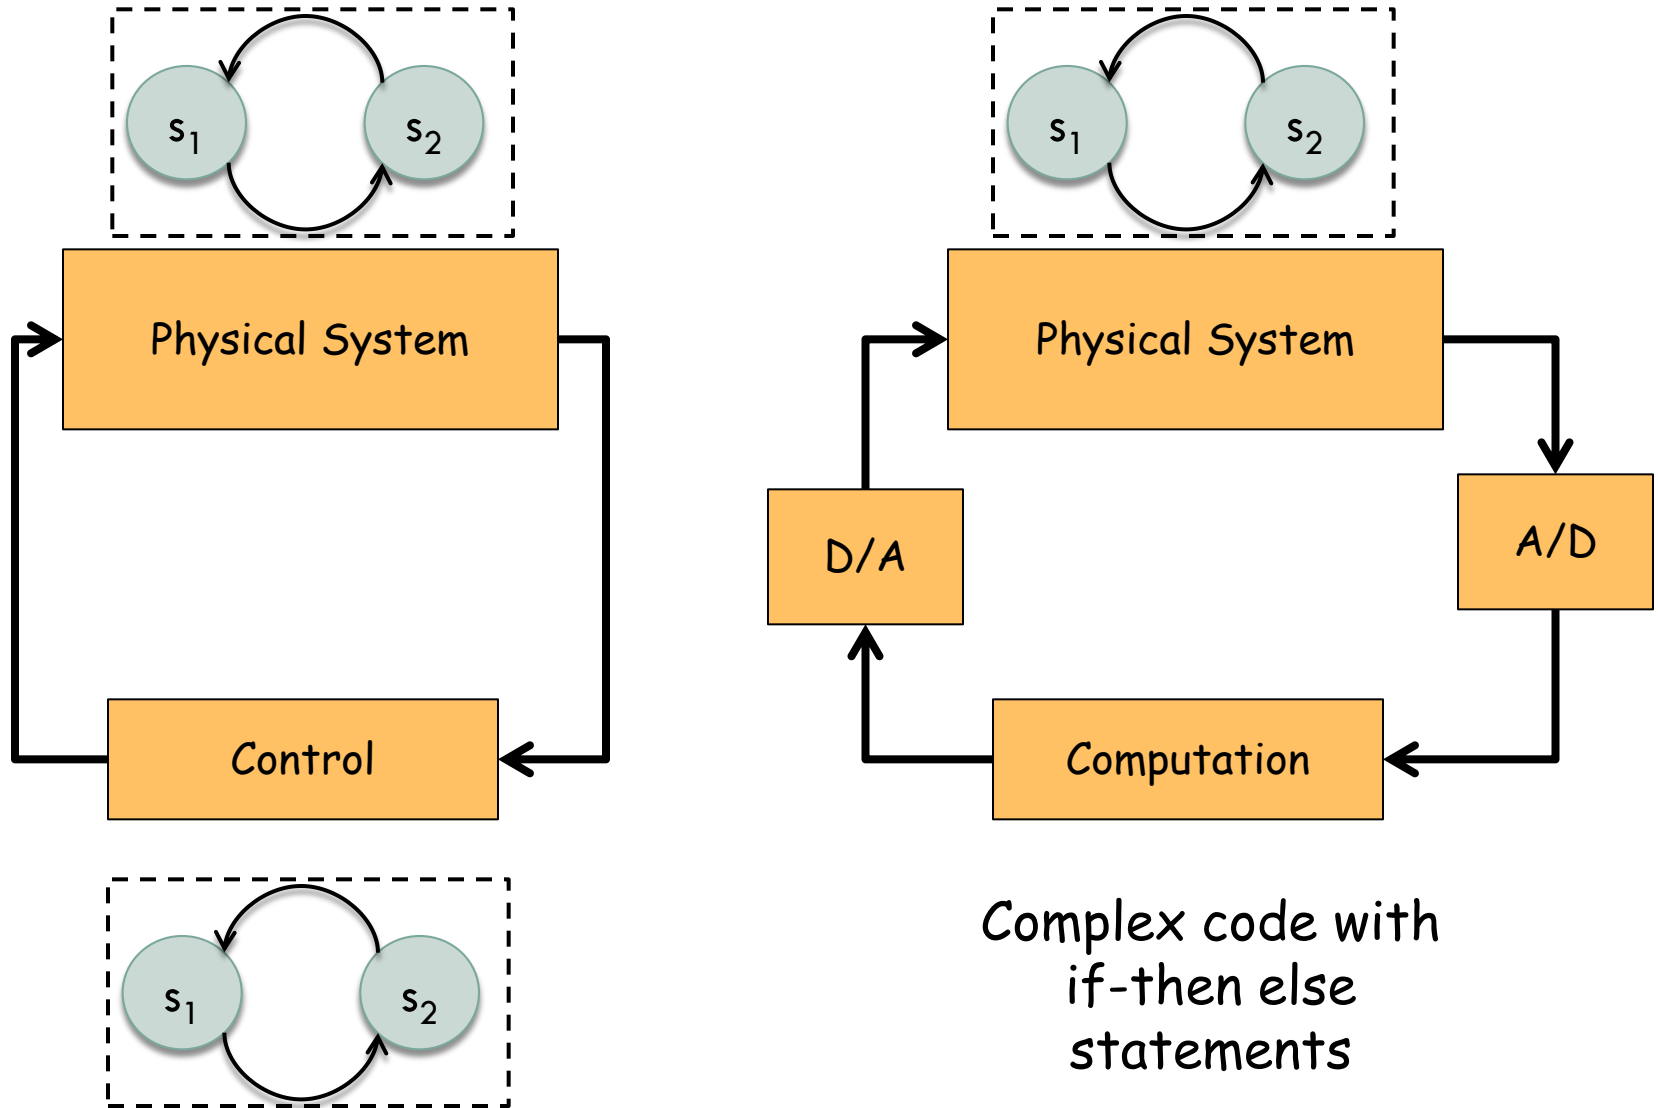 s1 s2
s1 s2
Physical System
Physical System
D/A
A/D
Control
Computation
s1 s2
Complex code with
if-then else
statements